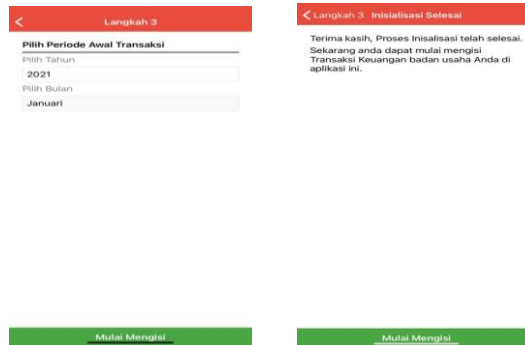 Langkah 3
Pilih Periode Awal Transaksi
Pilih Tahun
2021
Pilih Bulan
Januari
Mulai Mengisi
Langkah 3 Inisialisasi Selesai
Terima kasih, Proses Inisalisasi telah selesai.
Sekarang anda dapat mulai mengisi
Transaksi Keuangan badan usaha Anda di
aplikasi ini.
Mulai Mengisi